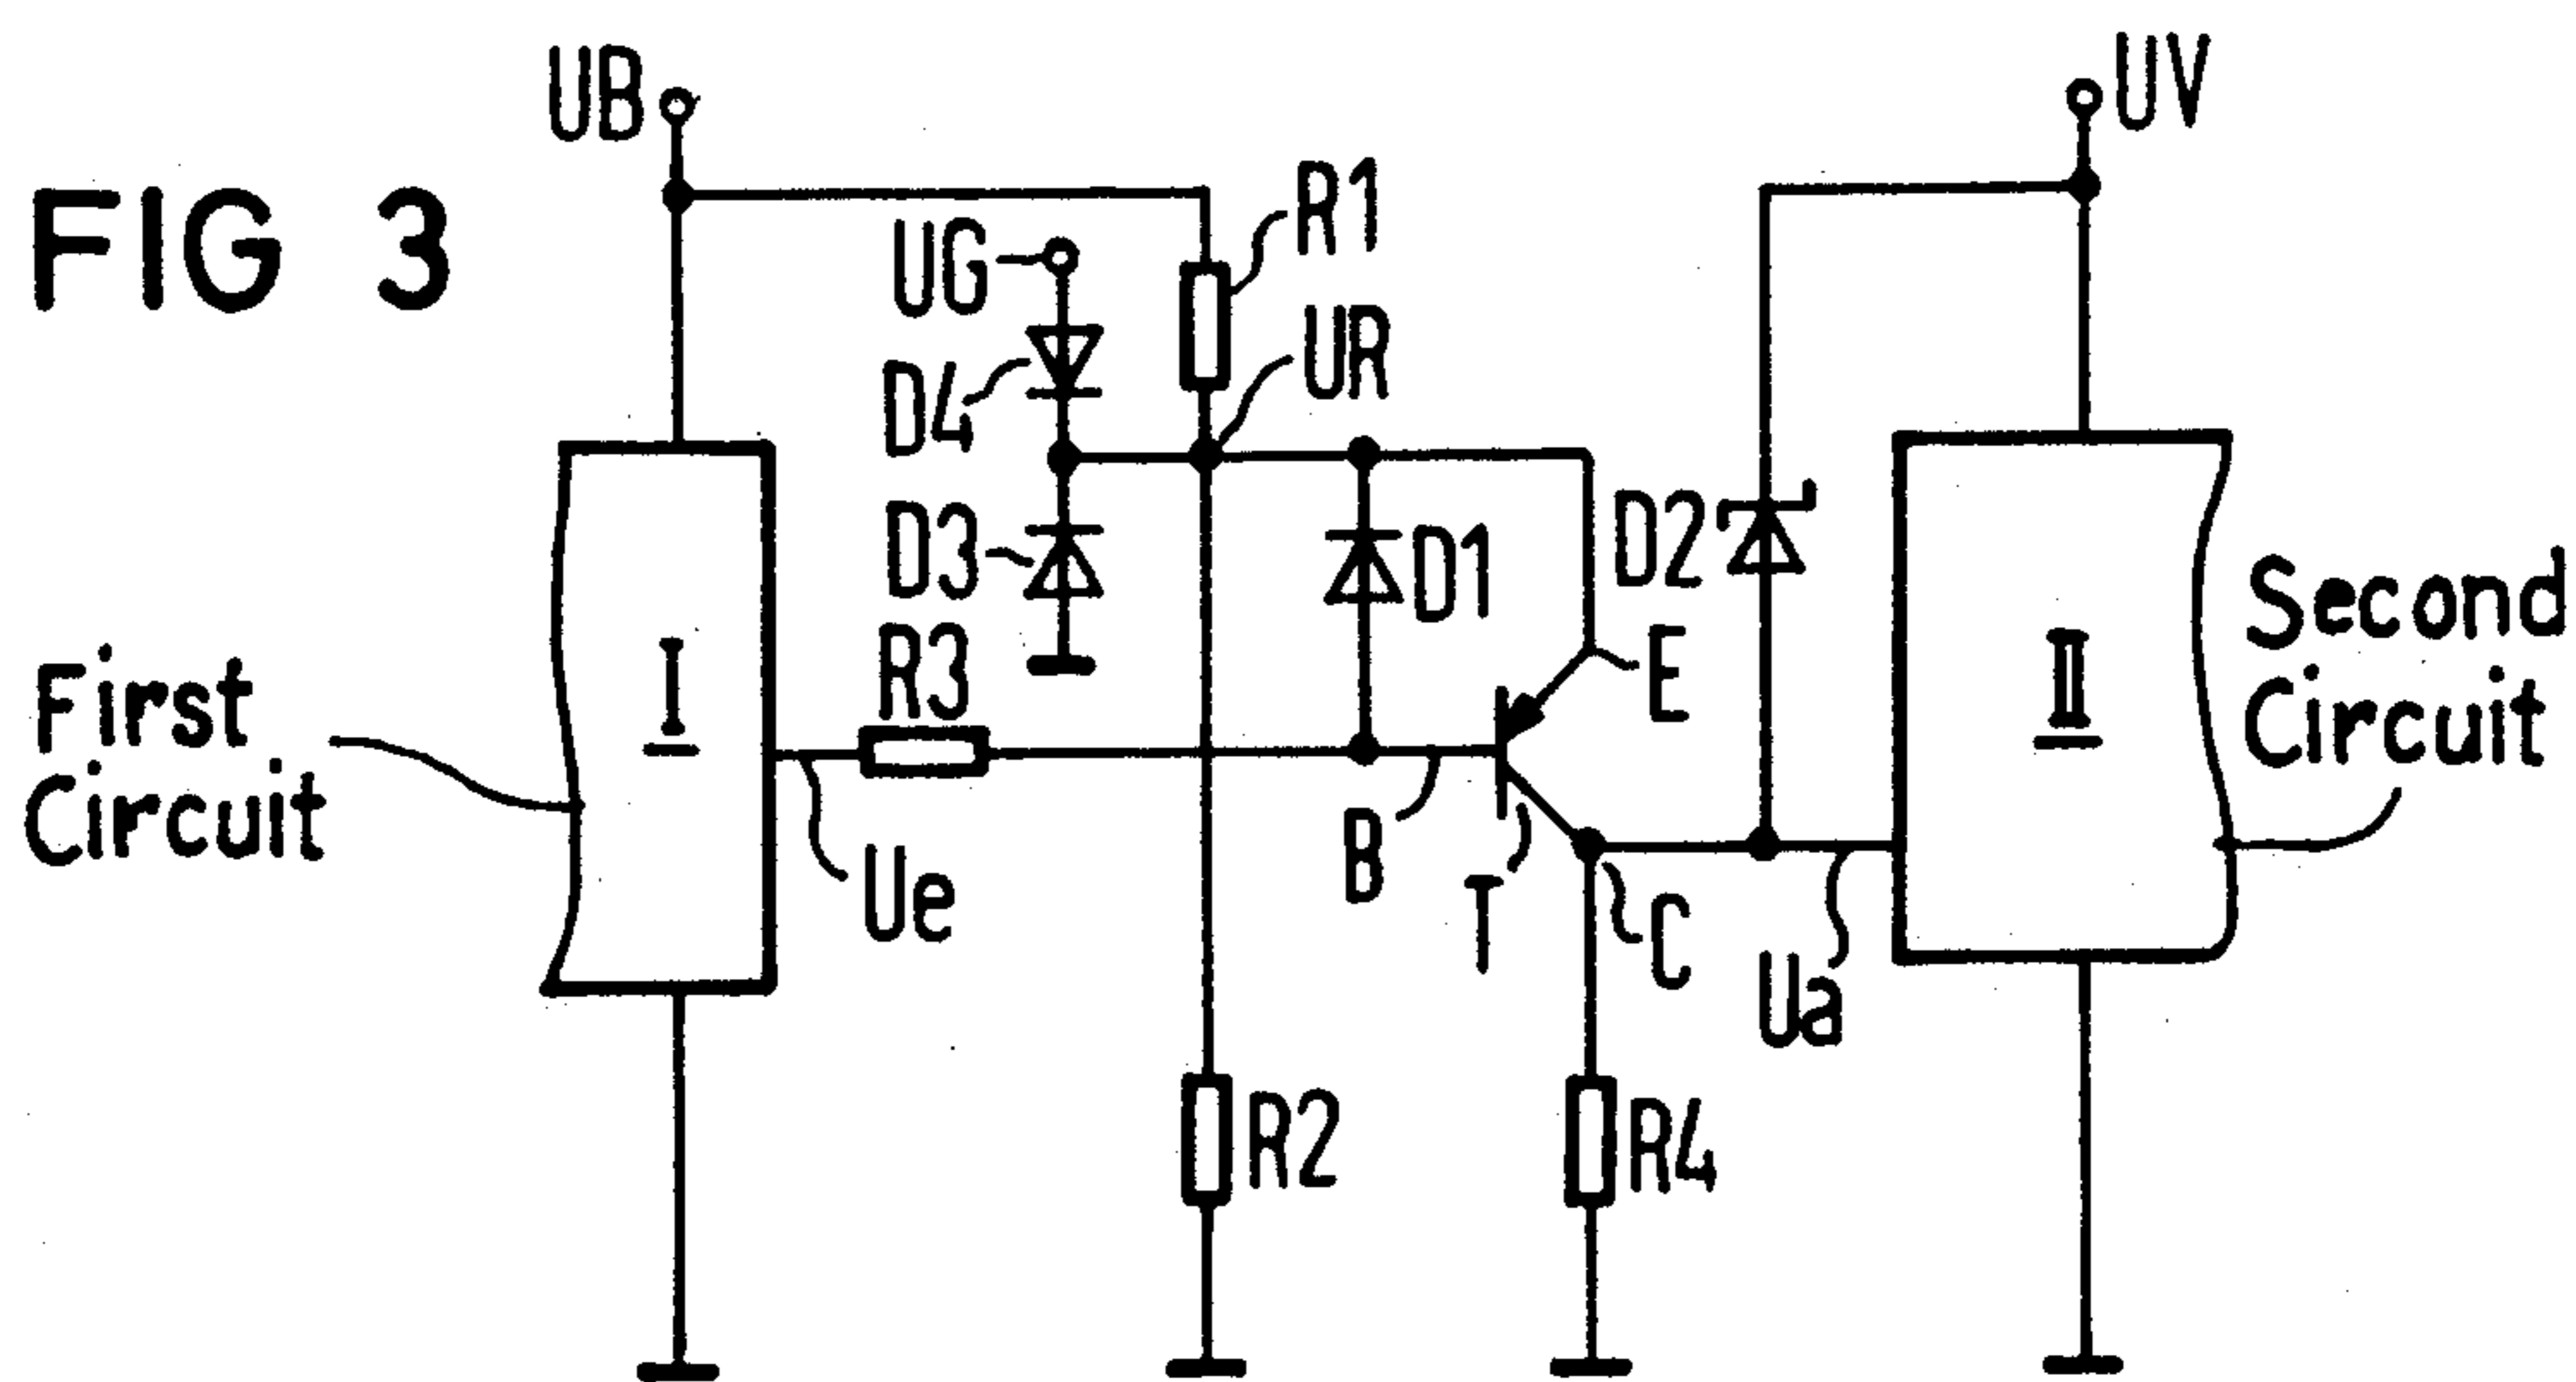 FIG 3
UB
UV
R1
UG
UR
D4
D3
D1
D2
E
R3
I
II
First
Circuit
Second
Circuit
Ue
B
T
C
Ua
R2
R4